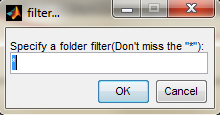 filter...
Specify a folder filter(Don't miss the "*"):
*
OK
Cancel